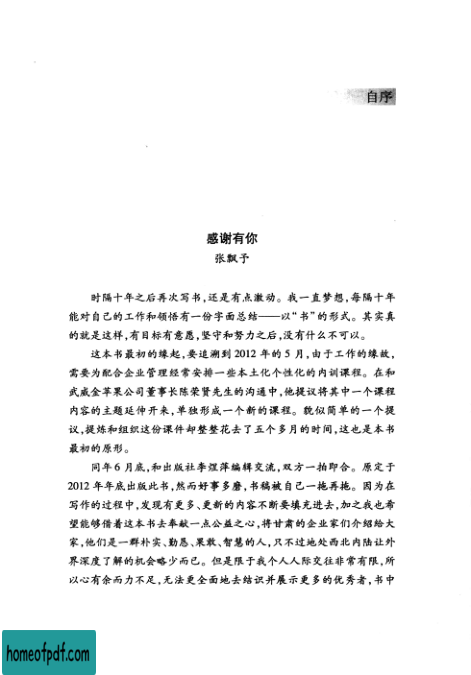 自序
感谢有你
张飘予
时隔十年之后再次写书,还是有点激动。我一直梦想,每隔十年
能对自己的工作和领悟有一份字面总结——以“书”的形式。其实真
的就是这样,有目标有意愿,坚守和努力之后,没有什么不可以。
这本书最初的缘起,要追溯到2012年的5月,由于工作的缘故,
需要为配合企业管理经常安排一些本土化个性化的内训课程。在和
武威金苹果公司董事长陈荣贤先生的沟通中,他提议将其中一个课程
内容的主题延伸开来,单独形成一个新的课程。貌似简单的一个提
议,提炼和组织这份课件却整整花去了五个多月的时间,这也是本书
最初的原形。
同年6月底,和出版社李煜萍编辑交流,双方一拍即合。原定于
2012年年底出版此书,然而好事多磨,书稿被自己一拖再拖。因为在
写作的过程中,发现有更多、更新的内容不断要填充进去,加之我也希
望能够借着这本书去奉献一点公益之心,将甘肃的企业家们介绍给大
家,他们是一群朴实、勤恳、果敢、智慧的人,只不过地处西北内陆让外
界深度了解的机会略少而已。但是限于我个人人际交往非常有限,所
以心有余而力不足,无法更全面地去结识并展示更多的优秀者,书中
homeofpdf.com